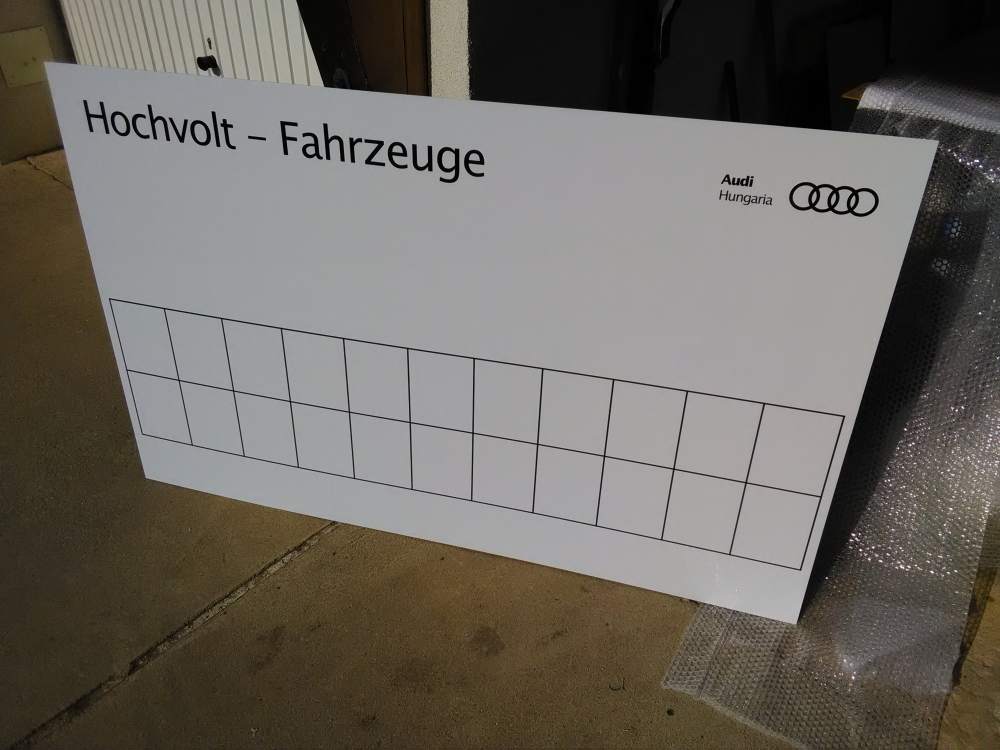 Hochvolt – Fahrzeuge
Audi
Hungaria